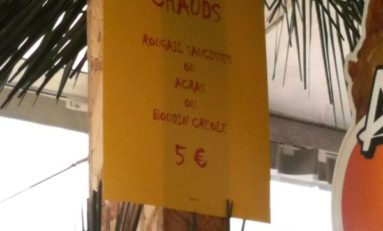 CHAUDS
ROUGAIL SAUCISSES
OU
ACRAS
OU
BOUDIN CREOLE
5 €